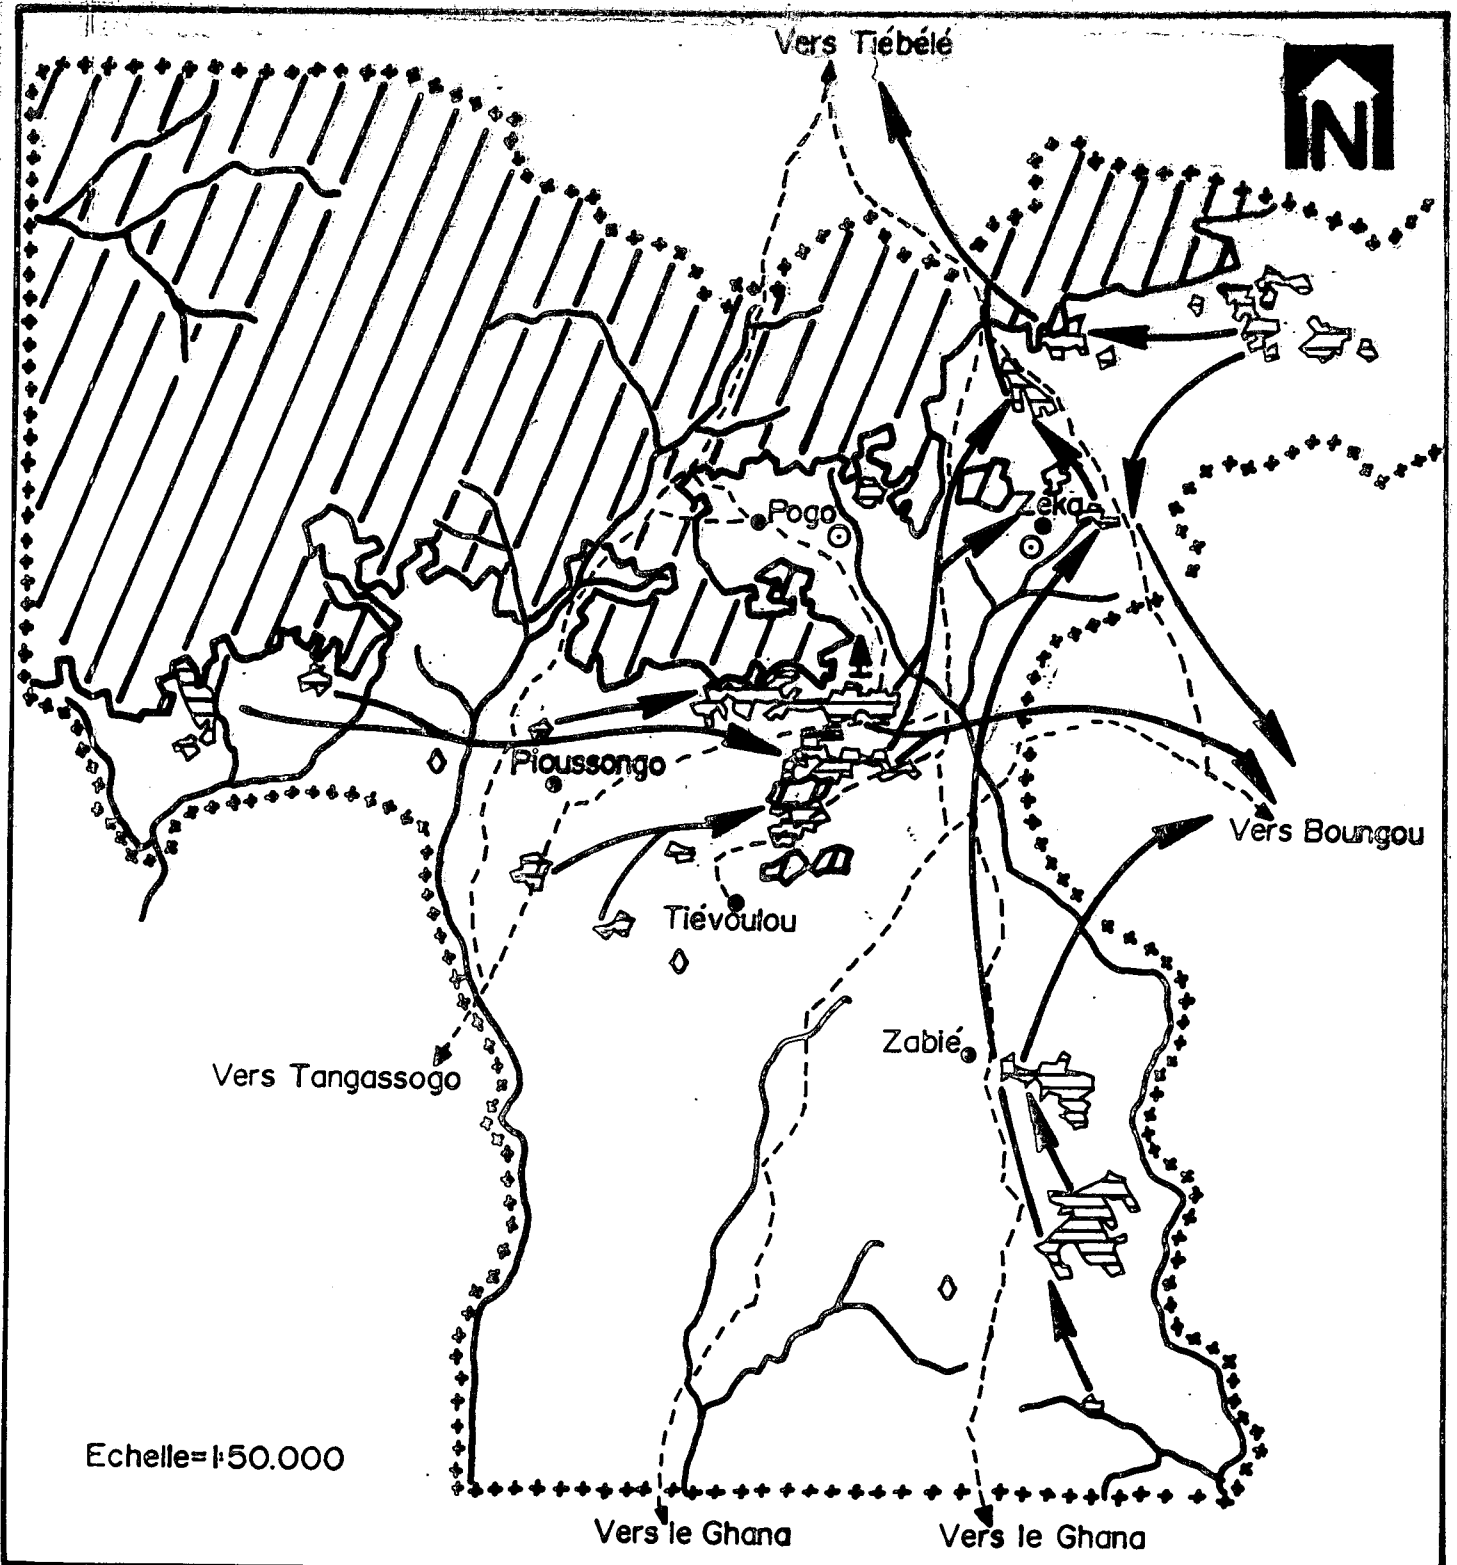 Vers Tiébélé
N
Pogo
Zéka
Pioussongo
Vers Boungou
Tiévoulou
Zabié
Vers Tangassogo
Echelle=1:50.000
Vers le Ghana
Vers le Ghana